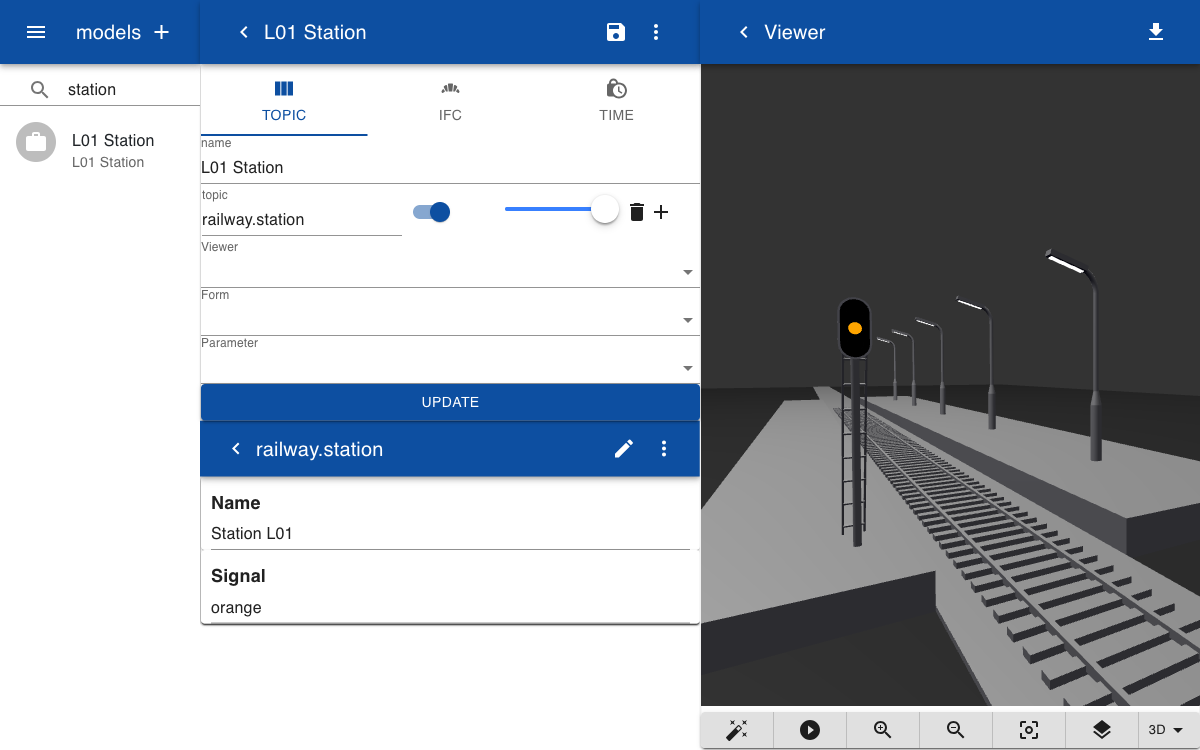 models
L01 Station
Viewer
station
L01 Station
L01 Station
TOPIC
IFC
TIME
name
L01 Station
topic
railway.station
Viewer
Form
Parameter
UPDATE
railway.station
Name
Station L01
Signal
orange
3D